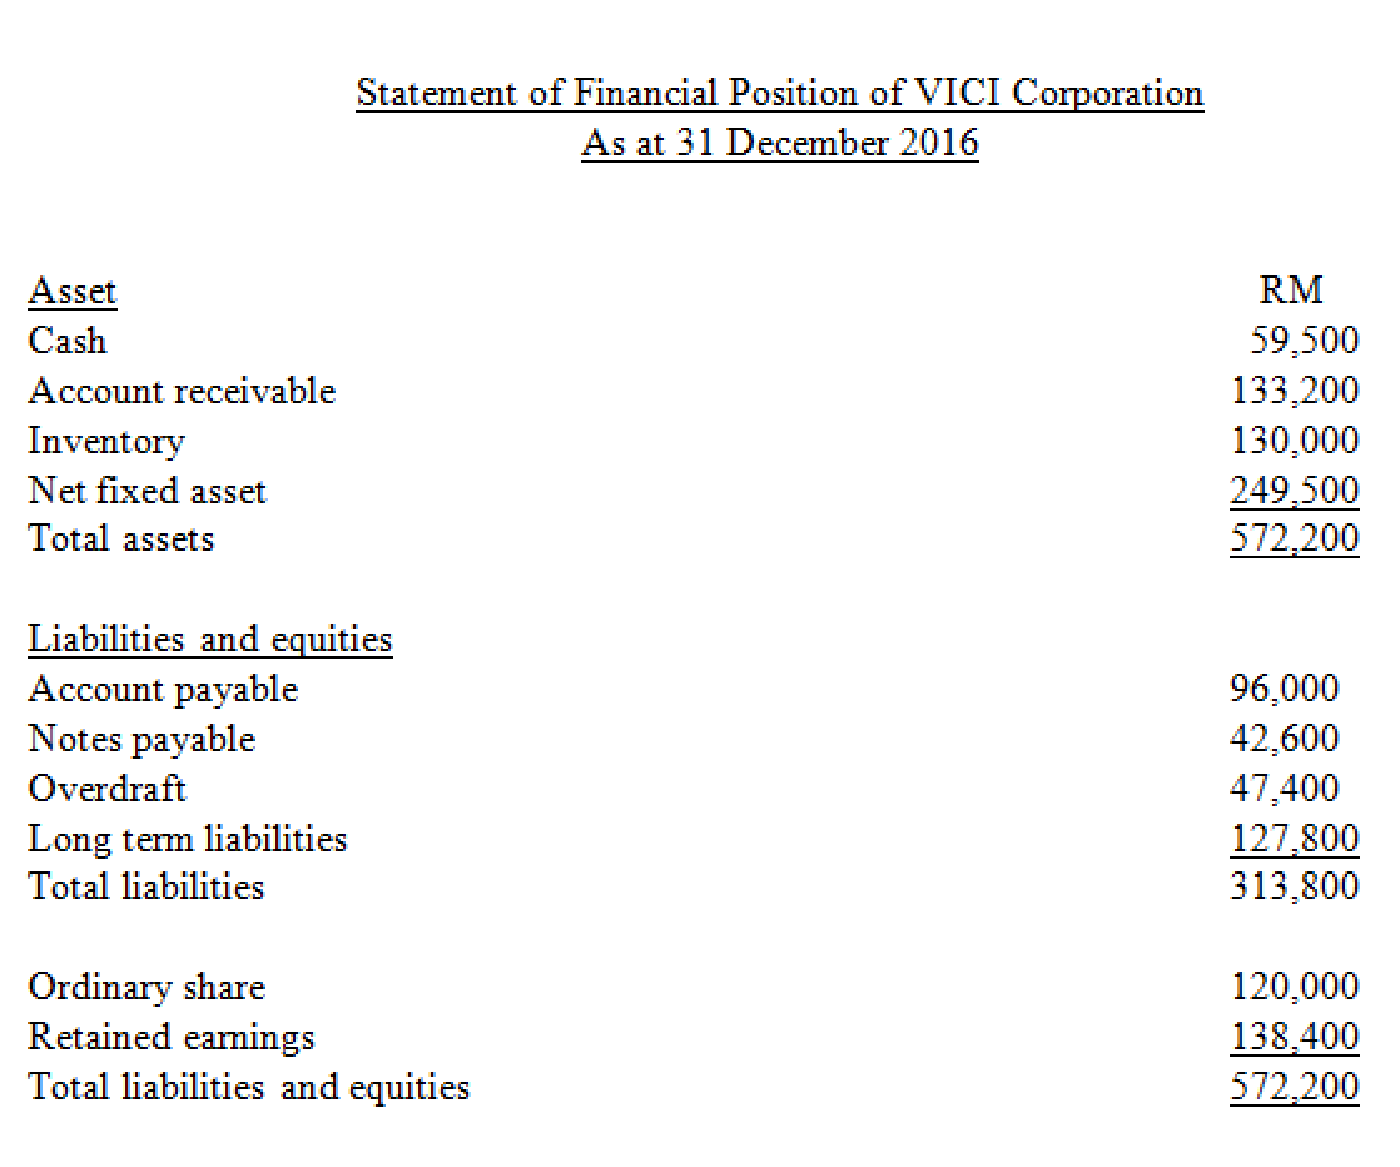 Statement of Financial Position of VICI Corporation
As at 31 December 2016
Asset RM
Cash 59,500
Account receivable 133,200
Inventory 130,000
Net fixed asset 249,500
Total assets 572,200
Liabilities and equities
Account payable 96,000
Notes payable 42,600
Overdraft 47,400
Long term liabilities 127,800
Total liabilities 313,800
Ordinary share 120,000
Retained earnings 138,400
Total liabilities and equities 572,200